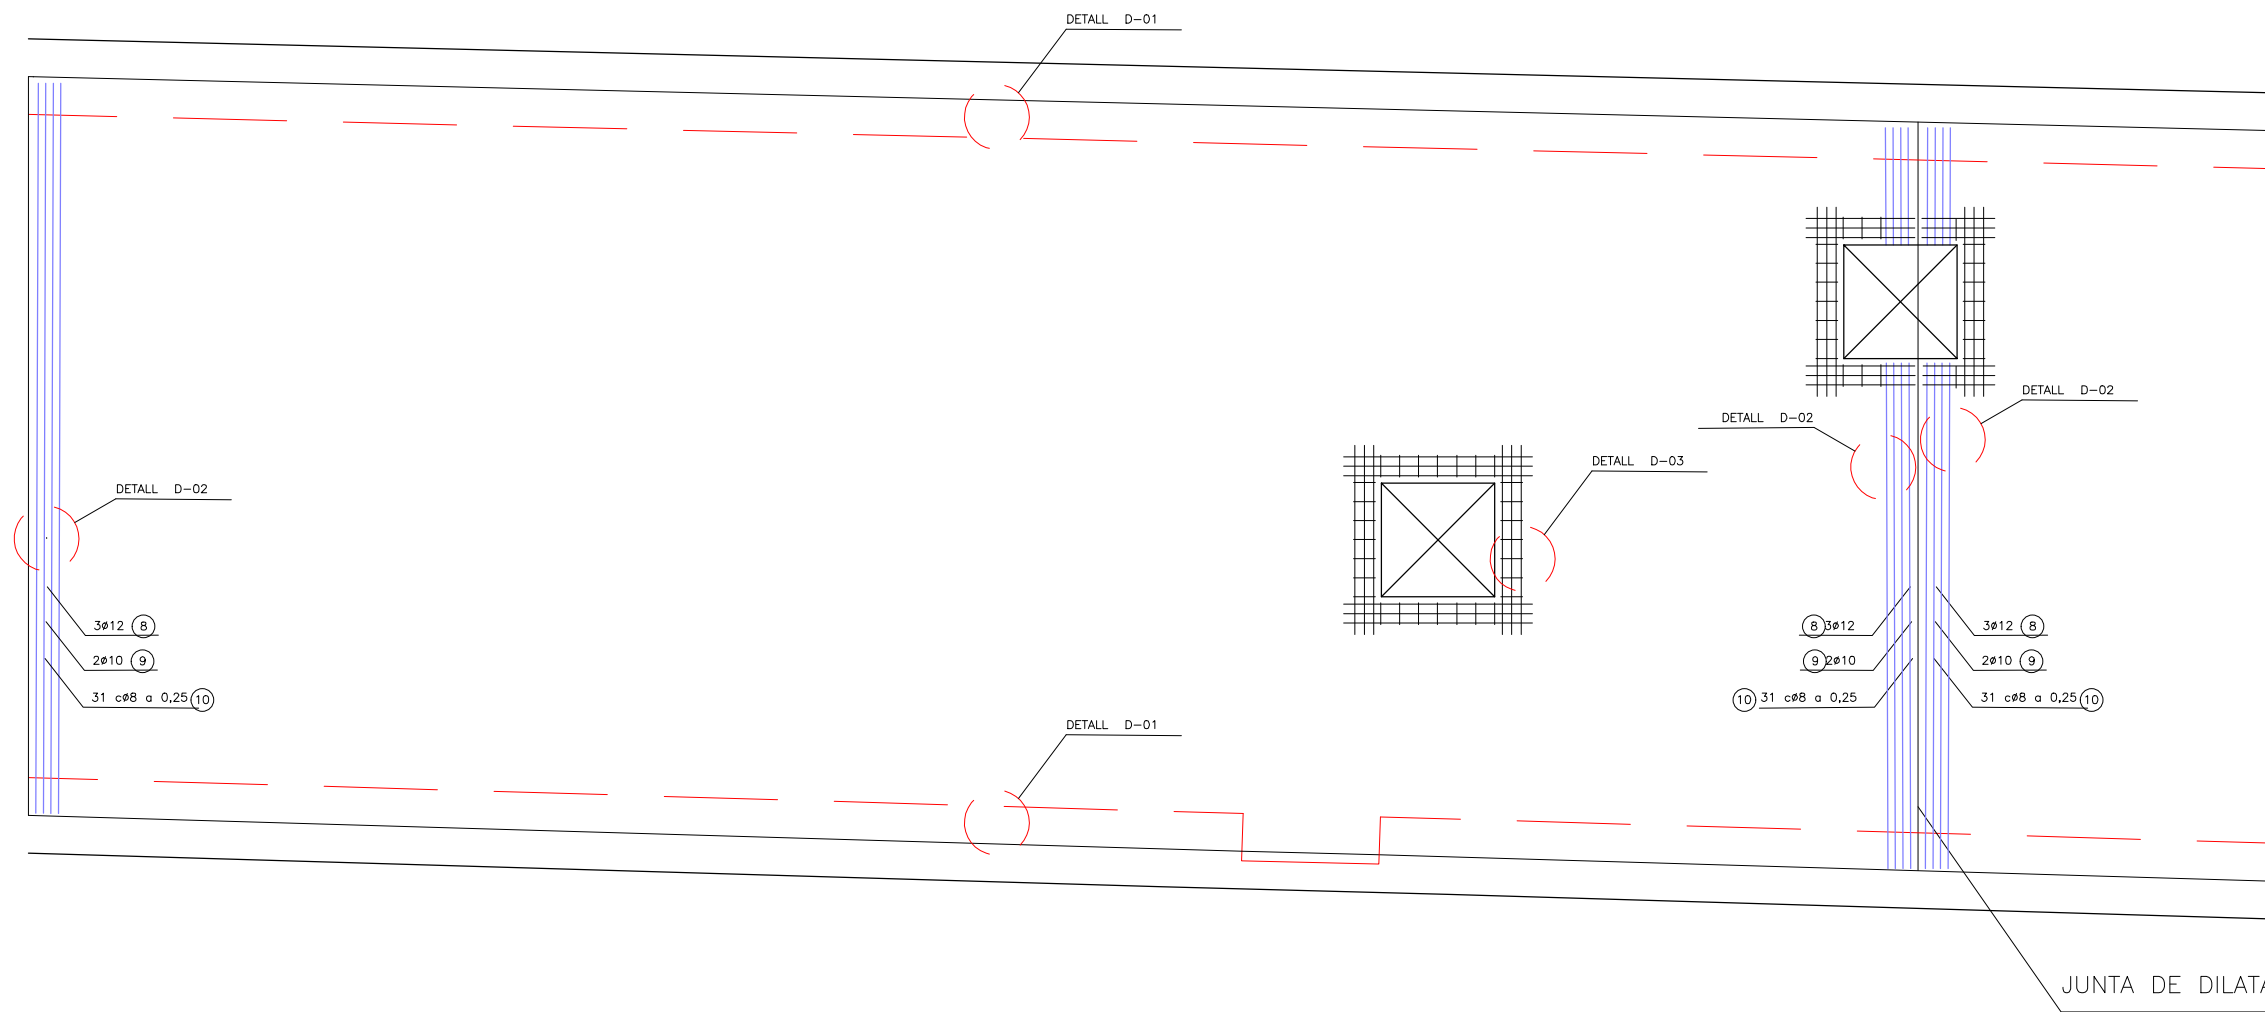 DETALL D-01
DETALL D-02
DETALL D-02
DETALL D-03
DETALL D-02
3ø12 8
2ø10 9
31 cø8 a 0,25 10
8 3ø12
9 2ø10
10 31 cø8 a 0,25
3ø12 8
2ø10 9
31 cø8 a 0,25 10
DETALL D-01
JUNTA DE DILATA